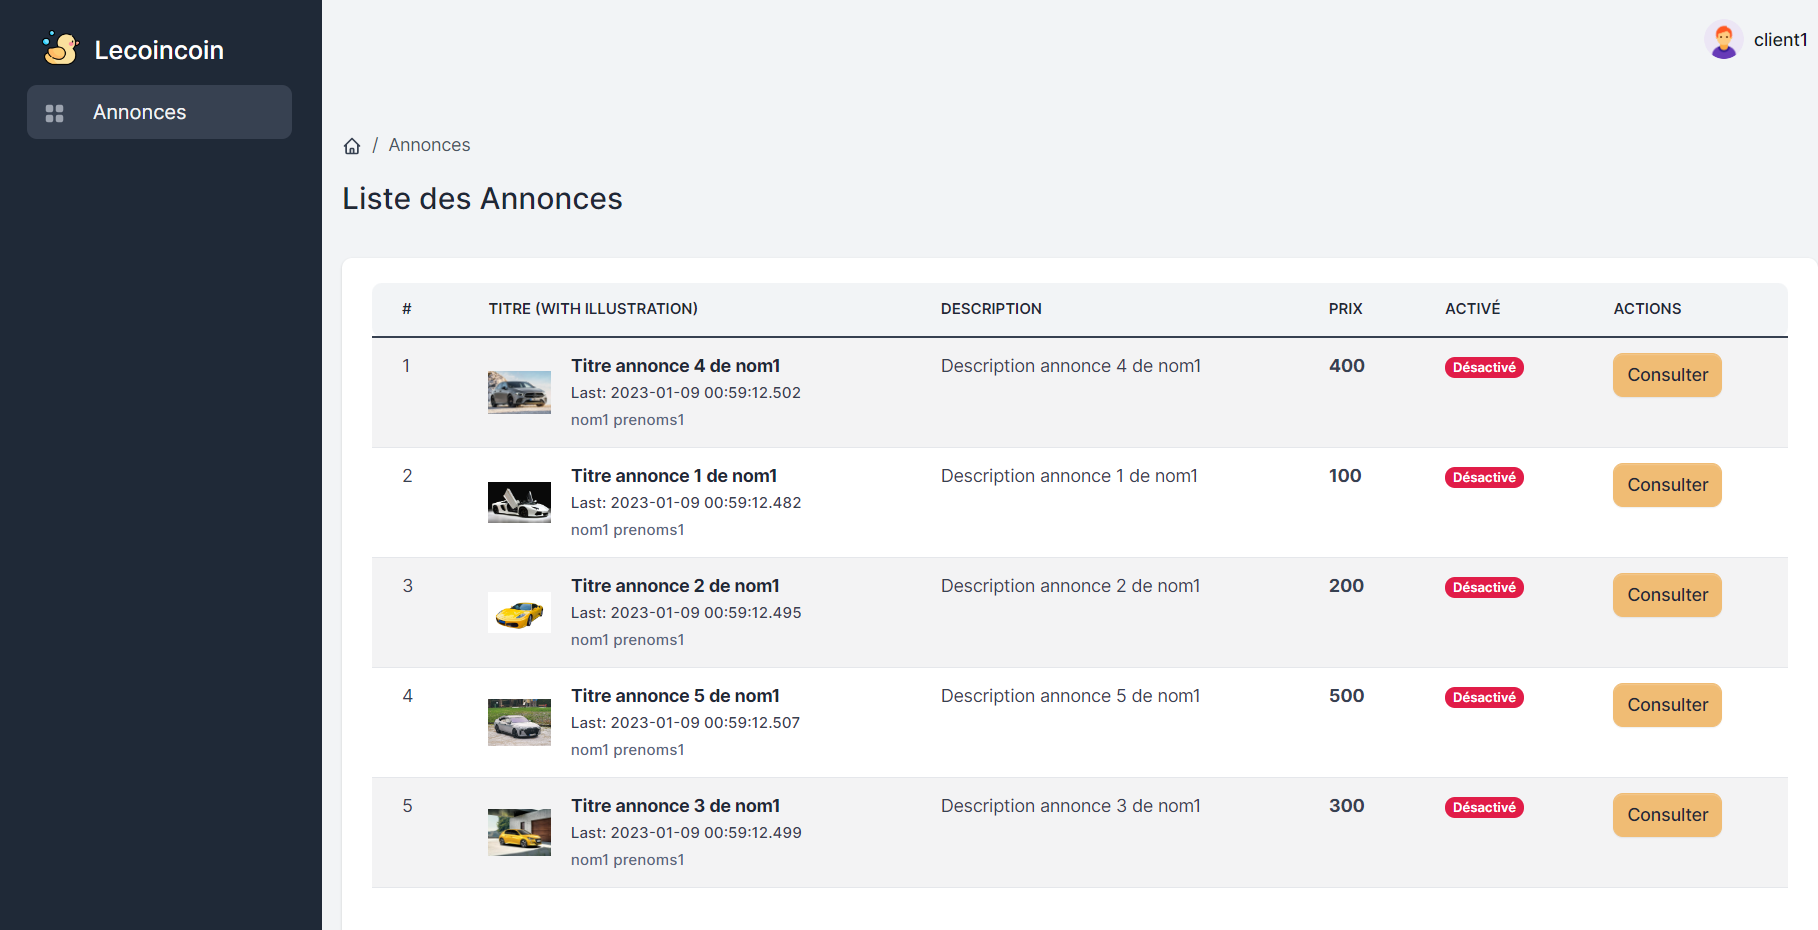 Lecoincoin
client1
Annonces
/ Annonces
Liste des Annonces
# TITRE (WITH ILLUSTRATION) DESCRIPTION PRIX ACTIVÉ ACTIONS
1 Titre annonce 4 de nom1 Description annonce 4 de nom1 400 Désactivé Consulter
Last: 2023-01-09 00:59:12.502
nom1 prenoms1
2 Titre annonce 1 de nom1 Description annonce 1 de nom1 100 Désactivé Consulter
Last: 2023-01-09 00:59:12.482
nom1 prenoms1
3 Titre annonce 2 de nom1 Description annonce 2 de nom1 200 Désactivé Consulter
Last: 2023-01-09 00:59:12.495
nom1 prenoms1
4 Titre annonce 5 de nom1 Description annonce 5 de nom1 500 Désactivé Consulter
Last: 2023-01-09 00:59:12.507
nom1 prenoms1
5 Titre annonce 3 de nom1 Description annonce 3 de nom1 300 Désactivé Consulter
Last: 2023-01-09 00:59:12.499
nom1 prenoms1